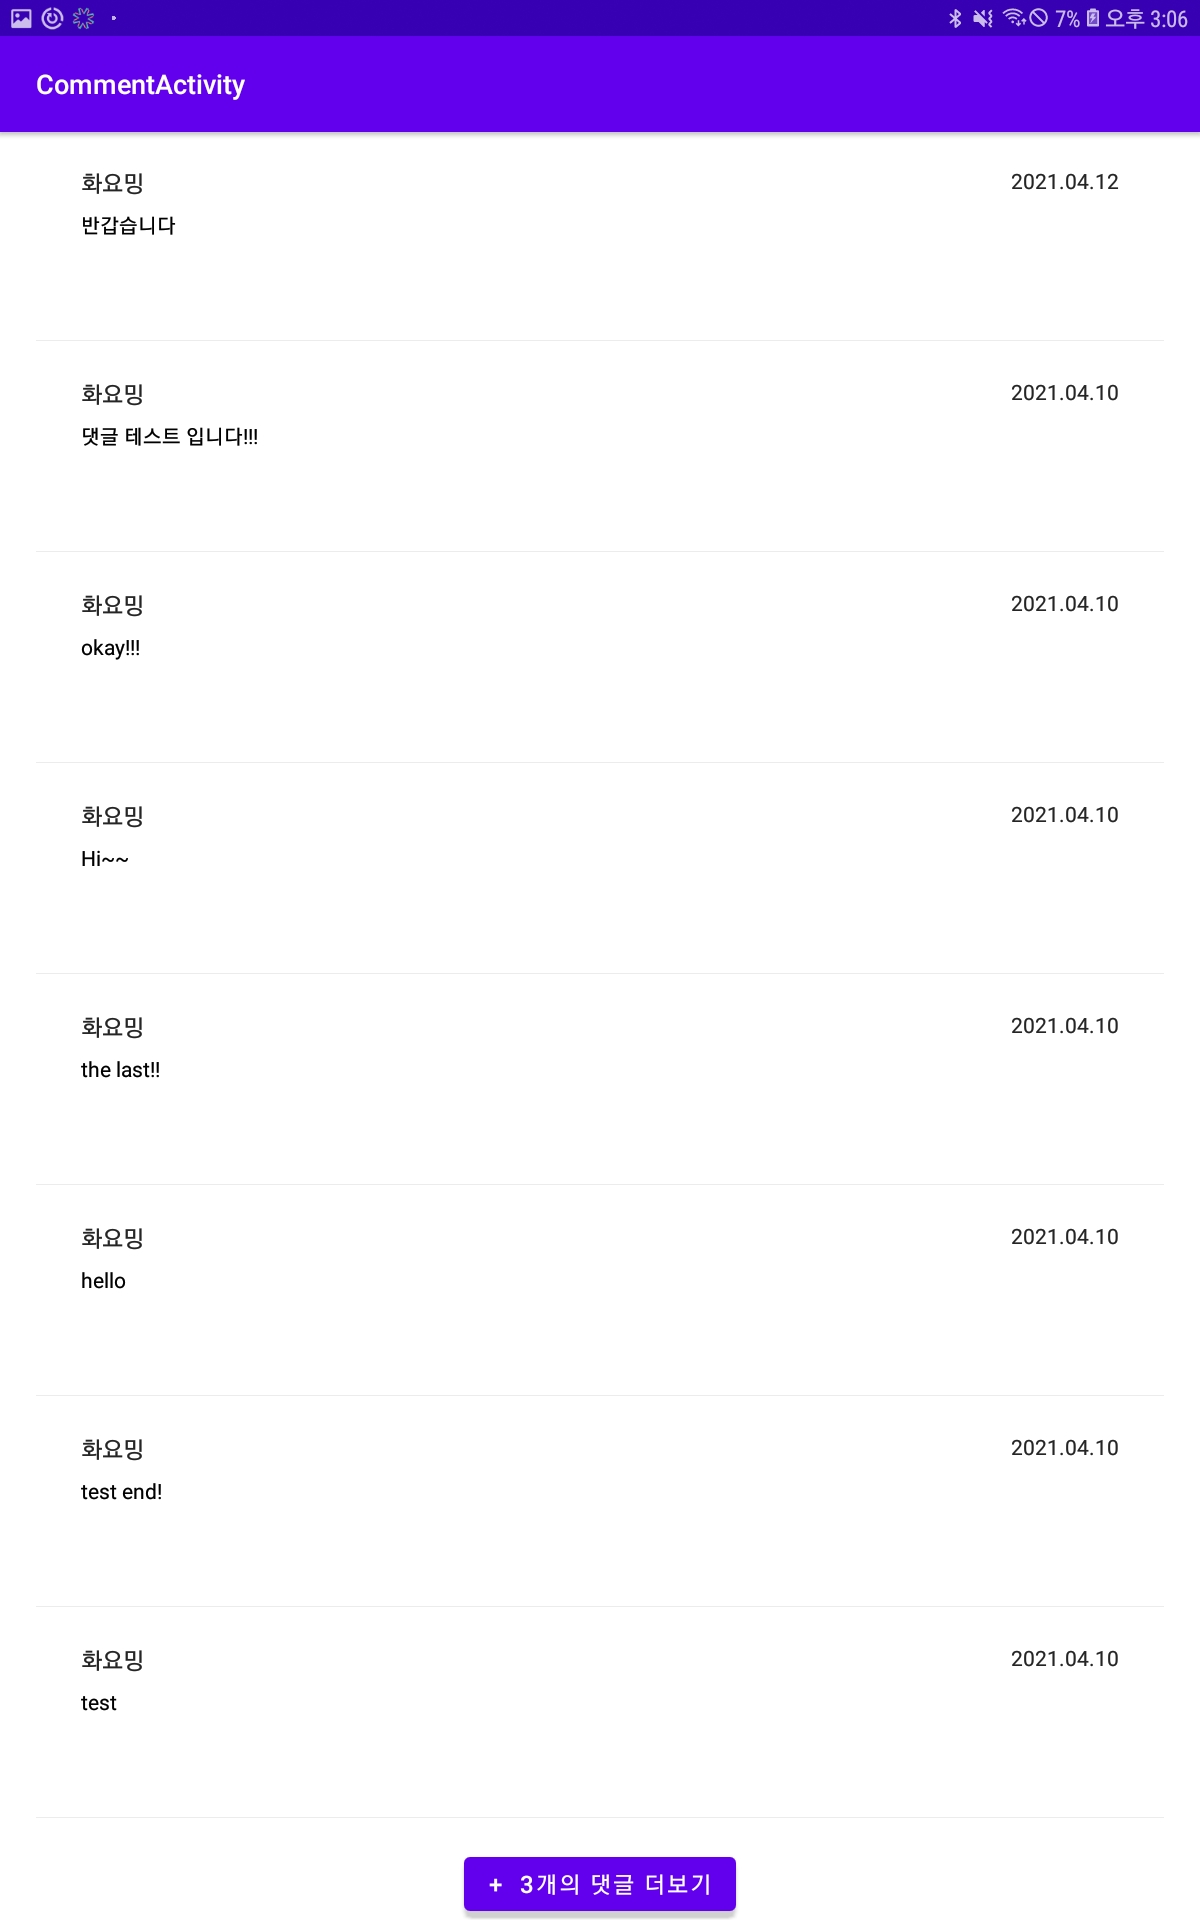 7% 오후 3:06
CommentActivity
화요밍 2021.04.12
반갑습니다
화요밍 2021.04.10
댓글 테스트 입니다!!!
화요밍 2021.04.10
okay!!!
화요밍 2021.04.10
Hi~~
화요밍 2021.04.10
the last!!
화요밍 2021.04.10
hello
화요밍 2021.04.10
test end!
화요밍 2021.04.10
test
+ 3개의 댓글 더보기